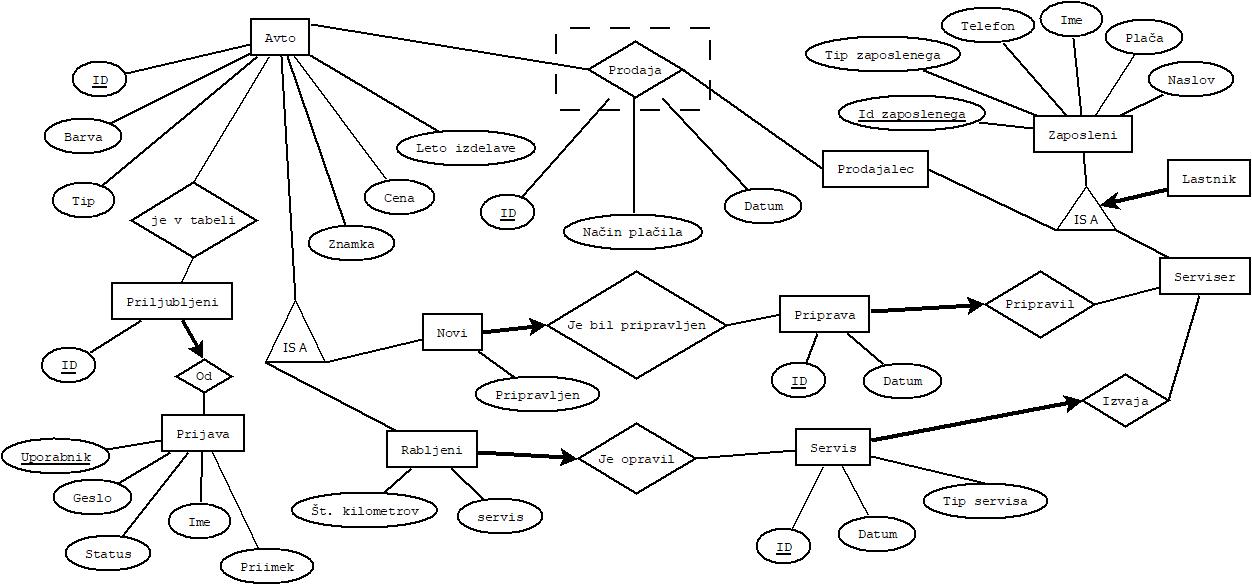 Avto
Telefon
Ime
Plača
Tip zaposlenega
Prodaja
ID
Naslov
Id zaposlenega
Barva
Leto izdelave
Zaposleni
Prodajalec
Lastnik
Tip
Cena
ID
Datum
je v tabeli
IS A
Znamka
Način plačila
Serviser
Priljubljeni
Pripravil
Priprava
Je bil pripravljen
Novi
IS A
ID
Od
ID
Datum
Pripravljen
Izvaja
Prijava
Rabljeni
Servis
Uporabnik
Je opravil
Geslo
Tip servisa
Št. kilometrov
servis
Ime
Datum
Status
ID
Priimek